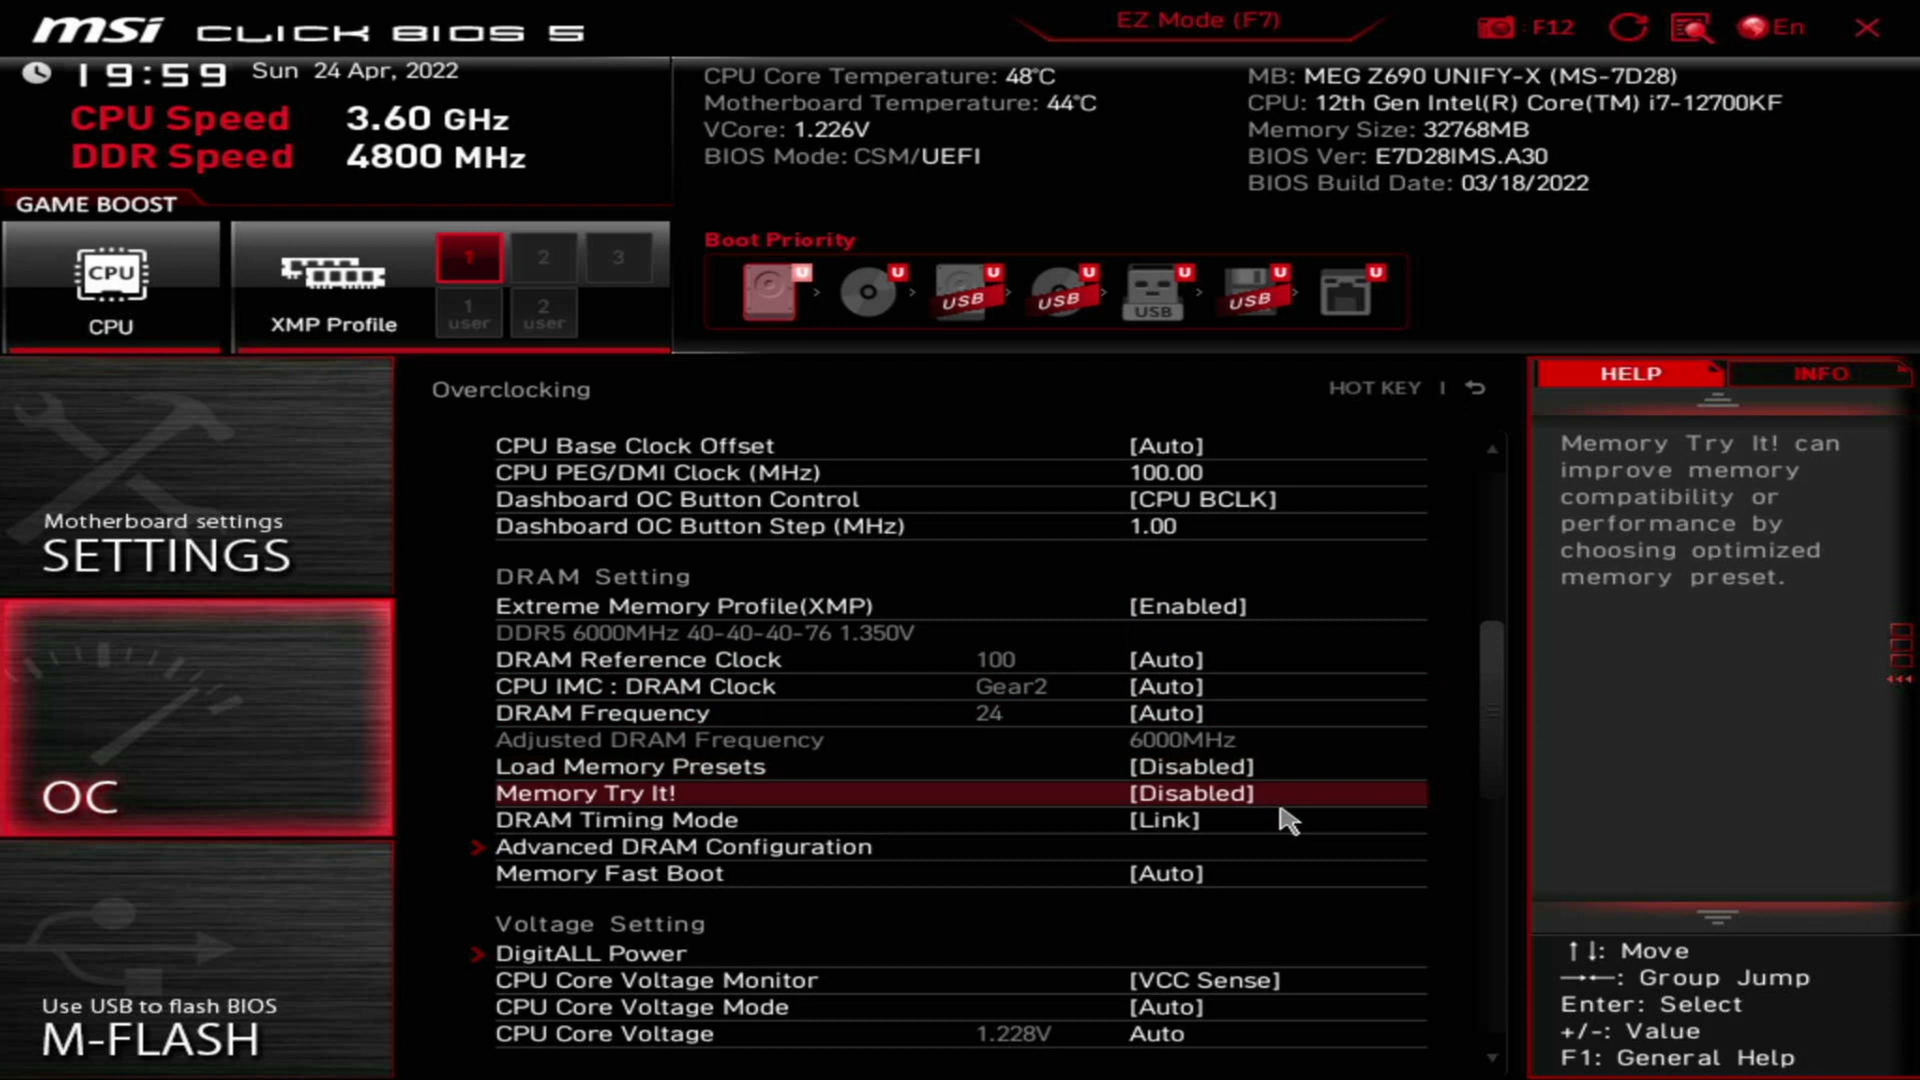 msi CLICK BIOS 5
EZ Mode (F7)
: F12
En
19:59 Sun 24 Apr, 2022
CPU Speed 3.60 GHz
DDR Speed 4800 MHz
CPU Core Temperature: 48°C
Motherboard Temperature: 44°C
VCore: 1.226V
BIOS Mode: CSM/UEFI
MB: MEG Z690 UNIFY-X (MS-7D28)
CPU: 12th Gen Intel(R) Core(TM) i7-12700KF
Memory Size: 32768MB
BIOS Ver: E7D28IMS.A30
BIOS Build Date: 03/18/2022
GAME BOOST
CPU
CPU
XMP Profile
1 2 3
1 user 2 user
Boot Priority
U U U U U U U
USB USB USB USB
Motherboard settings
SETTINGS
OC
Use USB to flash BIOS
M-FLASH
Overclocking
HOT KEY |
CPU Base Clock Offset [Auto]
CPU PEG/DMI Clock (MHz) 100.00
Dashboard OC Button Control [CPU BCLK]
Dashboard OC Button Step (MHz) 1.00
DRAM Setting
Extreme Memory Profile(XMP) [Enabled]
DDR5 6000MHz 40-40-40-76 1.350V
DRAM Reference Clock 100 [Auto]
CPU IMC : DRAM Clock Gear2 [Auto]
DRAM Frequency 24 [Auto]
Adjusted DRAM Frequency 6000MHz
Load Memory Presets [Disabled]
Memory Try It! [Disabled]
DRAM Timing Mode [Link]
> Advanced DRAM Configuration
Memory Fast Boot [Auto]
Voltage Setting
> DigitALL Power
CPU Core Voltage Monitor [VCC Sense]
CPU Core Voltage Mode [Auto]
CPU Core Voltage 1.228V Auto
HELP
INFO
Memory Try It! can
improve memory
compatibility or
performance by
choosing optimized
memory preset.
↑↓: Move
→←: Group Jump
Enter: Select
+/-: Value
F1: General Help